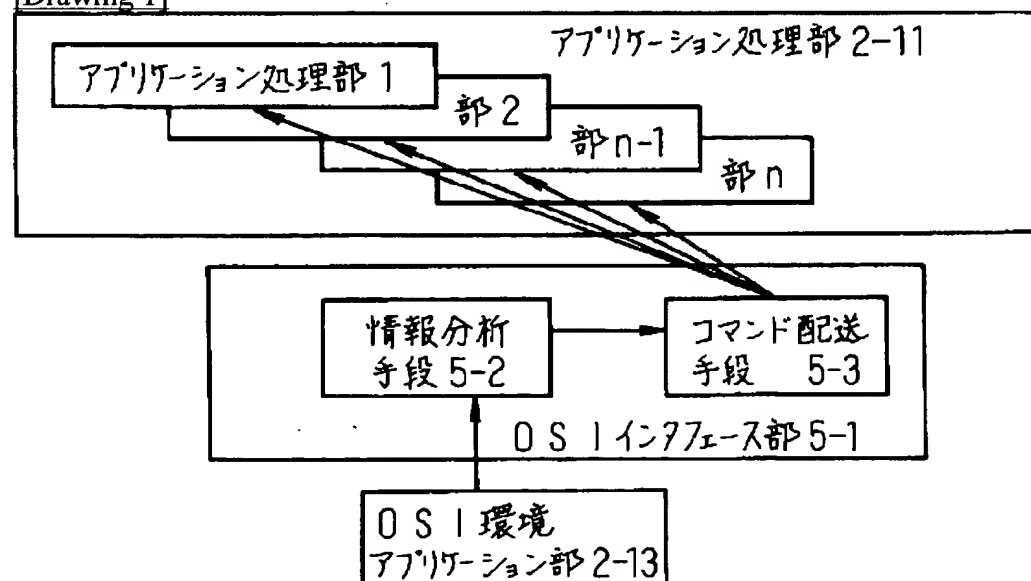 Drawing 1
アプリケーション処理部 2-11
アプリケーション処理部 1
部 2
部 n-1
部 n
情報分析
手段 5-2
コマンド配送
手段 5-3
OSIインタフェース部 5-1
OSI環境
アプリケーション部 2-13